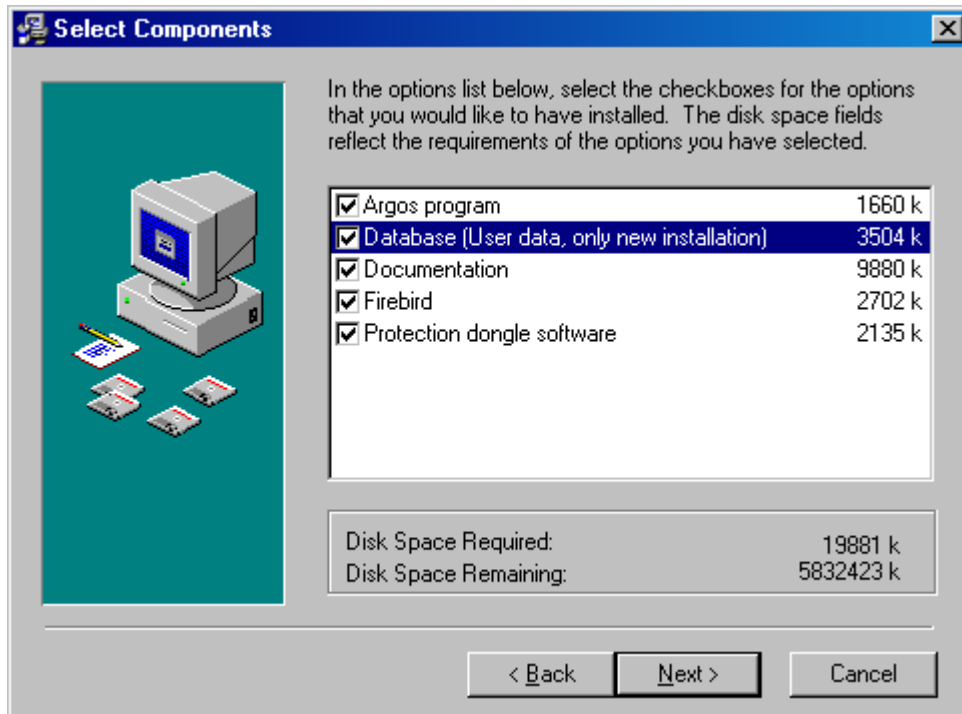 Select Components
In the options list below, select the checkboxes for the options
that you would like to have installed.  The disk space fields
reflect the requirements of the options you have selected.
Argos program 1660 k
Database (User data, only new installation) 3504 k
Documentation 9880 k
Firebird 2702 k
Protection dongle software 2135 k
Disk Space Required: 19881 k
Disk Space Remaining: 5832423 k
< Back Next > Cancel